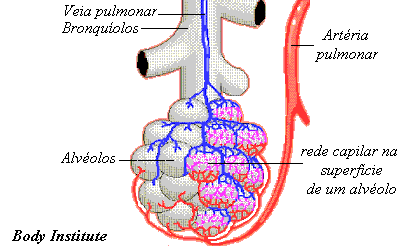 Veia pulmonar
Bronquíolos
Artéria
pulmonar
Alvéolos
rede capilar na
superfície
de um alvéolo
Body Institute